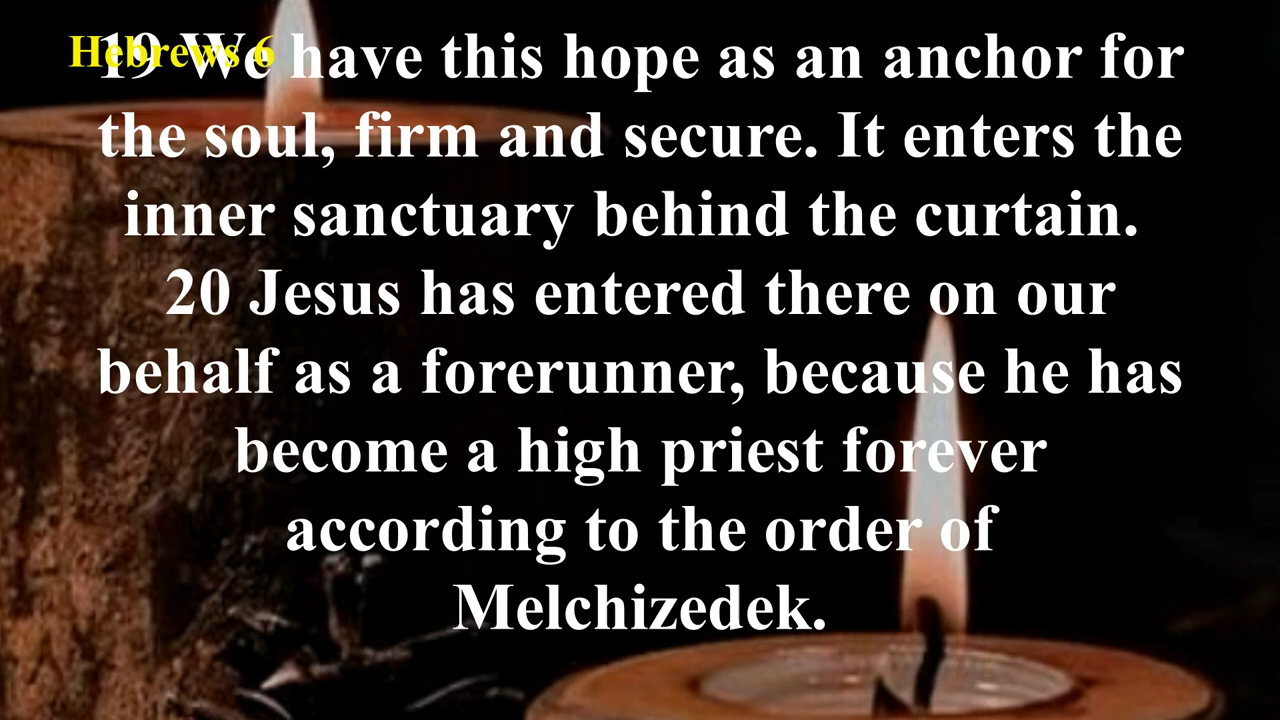 Hebrews 6
19 We have this hope as an anchor for
the soul, firm and secure. It enters the
inner sanctuary behind the curtain.
20 Jesus has entered there on our
behalf as a forerunner, because he has
become a high priest forever
according to the order of
Melchizedek.